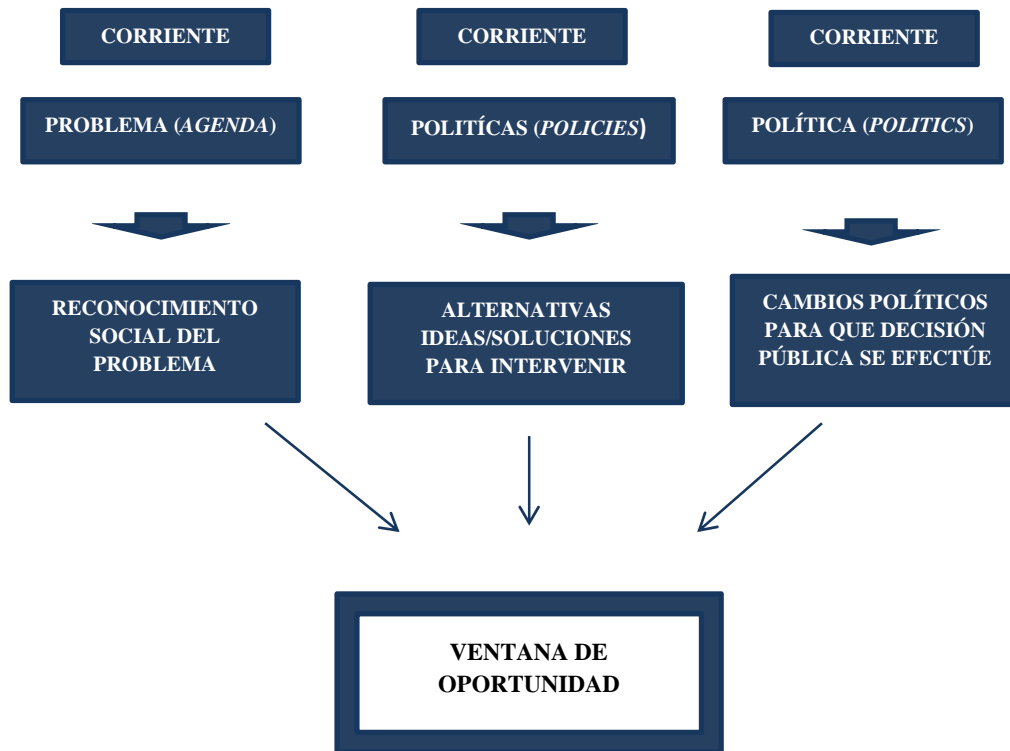 CORRIENTE
CORRIENTE
CORRIENTE
PROBLEMA (AGENDA)
POLITÍCAS (POLICIES)
POLÍTICA (POLITICS)
RECONOCIMIENTO
SOCIAL DEL
PROBLEMA
ALTERNATIVAS
IDEAS/SOLUCIONES
PARA INTERVENIR
CAMBIOS POLÍTICOS
PARA QUE DECISIÓN
PÚBLICA SE EFECTÚE
VENTANA DE
OPORTUNIDAD